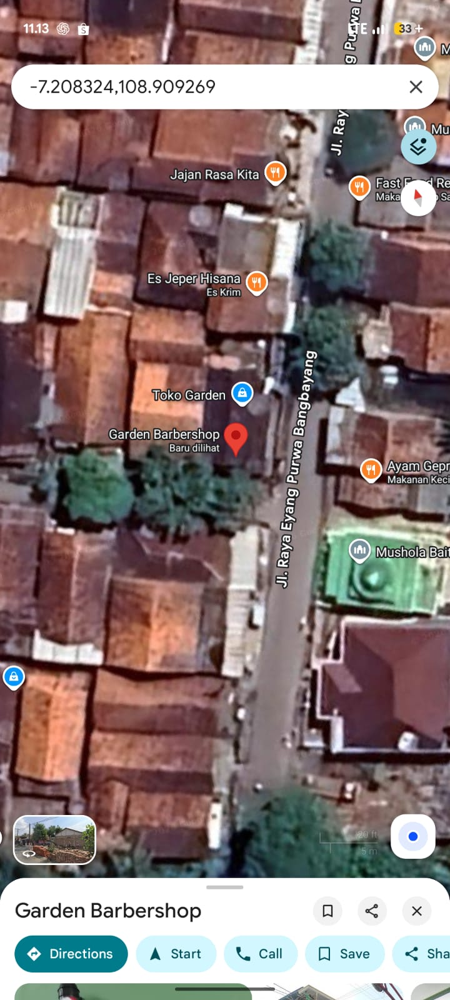 11.13
LTE
33+
-7.208324,108.909269
Jl. Ray
g Purwa
M
Mu
Jajan Rasa Kita
Fast Food Re
Maka
Sa
Es Jeper Hisana
Es Krim
Toko Garden
Garden Barbershop
Baru dilihat
Jl. Raya Eyang Purwa Bangbayang
Ayam Gepr
Makanan Keci
Mushola Bait
20 ft
5 m
Garden Barbershop
Directions
Start
Call
Save
Sha